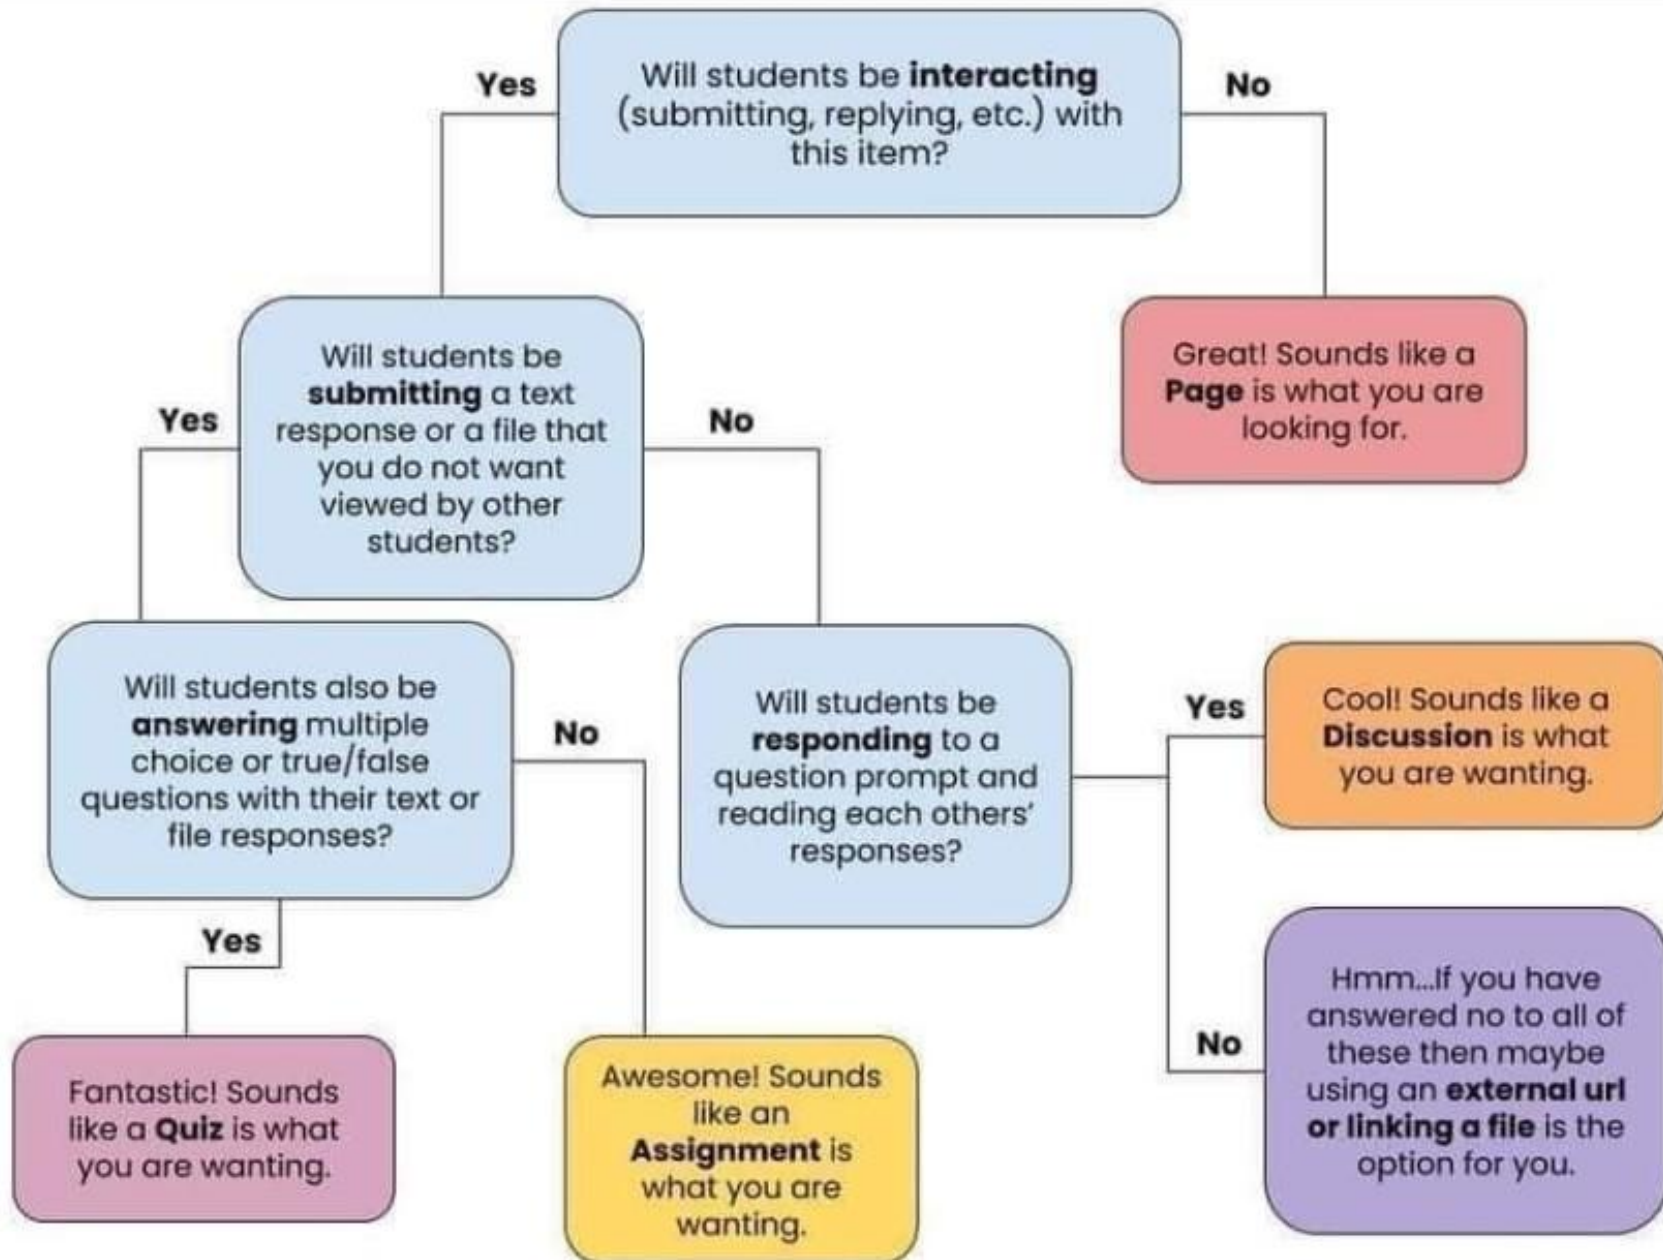 Yes
Will students be interacting
(submitting, replying, etc.) with
this item?
No
Will students be
submitting a text
response or a file that
you do not want
viewed by other
students?
Great! Sounds like a
Page is what you are
looking for.
Yes
No
Will students also be
answering multiple
choice or true/false
questions with their text or
file responses?
No
Will students be
responding to a
question prompt and
reading each others’
responses?
Yes
Cool! Sounds like a
Discussion is what
you are wanting.
Yes
No
Hmm...If you have
answered no to all of
these then maybe
using an external url
or linking a file is the
option for you.
Fantastic! Sounds
like a Quiz is what
you are wanting.
Awesome! Sounds
like an
Assignment is
what you are
wanting.